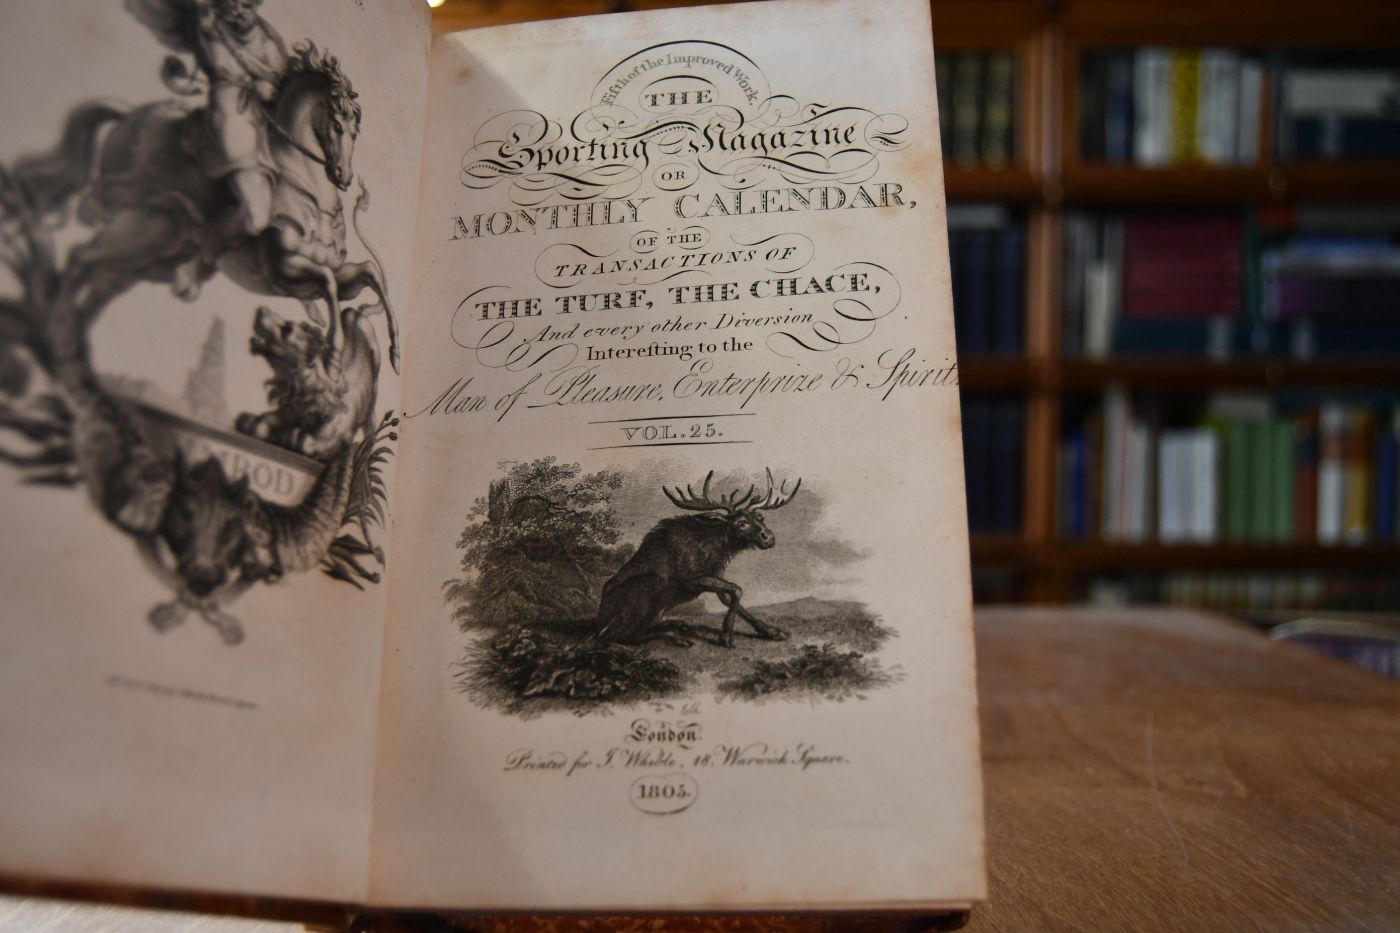 Fifth of the Improved Work.
THE
Sporting Magazine
OR
MONTHLY CALENDAR,
OF THE
TRANSACTIONS OF
THE TURF, THE CHACE,
And every other Diversion
Intereſting to the
Man of Pleasure, Enterprize & Spirit.
VOL. 25.
London.
Printed for J. Wheble, 18. Warwick Square.
1805.